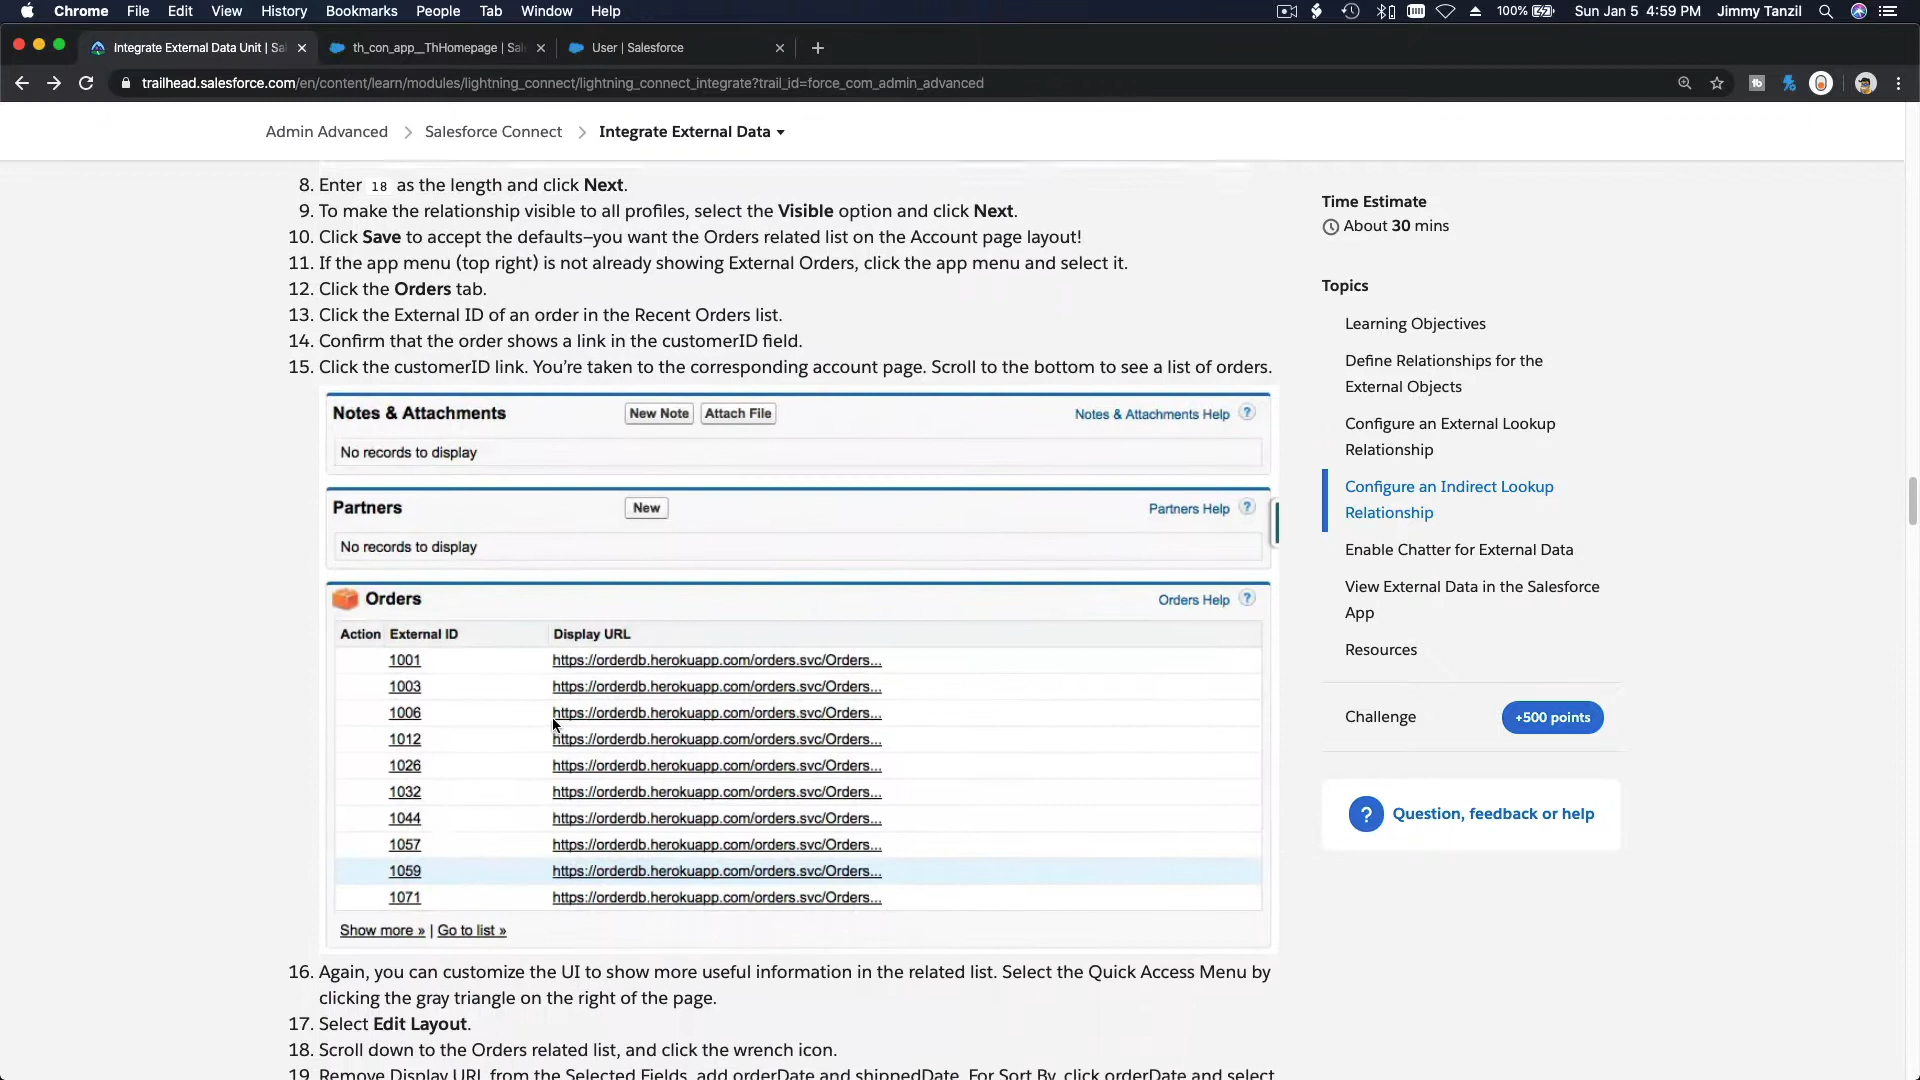 Chrome File Edit View History Bookmarks People Tab Window Help 100% Sun Jan 5 4:59 PM Jimmy Tanzil
Integrate External Data Unit | Sa
th_con_app__ThHomepage | Sal
User | Salesforce
trailhead.salesforce.com/en/content/learn/modules/lightning_connect/lightning_connect_integrate?trail_id=force_com_admin_advanced
Admin Advanced Salesforce Connect Integrate External Data
8. Enter 18 as the length and click Next.
9. To make the relationship visible to all profiles, select the Visible option and click Next.
10. Click Save to accept the defaults—you want the Orders related list on the Account page layout!
11. If the app menu (top right) is not already showing External Orders, click the app menu and select it.
12. Click the Orders tab.
13. Click the External ID of an order in the Recent Orders list.
14. Confirm that the order shows a link in the customerID field.
15. Click the customerID link. You're taken to the corresponding account page. Scroll to the bottom to see a list of orders.
Notes & Attachments New Note Attach File Notes & Attachments Help ?
No records to display
Partners New Partners Help ?
No records to display
Orders Orders Help ?
Action External ID Display URL
1001 https://orderdb.herokuapp.com/orders.svc/Orders...
1003 https://orderdb.herokuapp.com/orders.svc/Orders...
1006 https://orderdb.herokuapp.com/orders.svc/Orders...
1012 https://orderdb.herokuapp.com/orders.svc/Orders...
1026 https://orderdb.herokuapp.com/orders.svc/Orders...
1032 https://orderdb.herokuapp.com/orders.svc/Orders...
1044 https://orderdb.herokuapp.com/orders.svc/Orders...
1057 https://orderdb.herokuapp.com/orders.svc/Orders...
1059 https://orderdb.herokuapp.com/orders.svc/Orders...
1071 https://orderdb.herokuapp.com/orders.svc/Orders...
Show more » | Go to list »
16. Again, you can customize the UI to show more useful information in the related list. Select the Quick Access Menu by
clicking the gray triangle on the right of the page.
17. Select Edit Layout.
18. Scroll down to the Orders related list, and click the wrench icon.
19. Remove Display URL from the Selected Fields, add orderDate and shippedDate. For Sort By, click orderDate and select
Time Estimate
About 30 mins
Topics
Learning Objectives
Define Relationships for the
External Objects
Configure an External Lookup
Relationship
Configure an Indirect Lookup
Relationship
Enable Chatter for External Data
View External Data in the Salesforce
App
Resources
Challenge +500 points
? Question, feedback or help